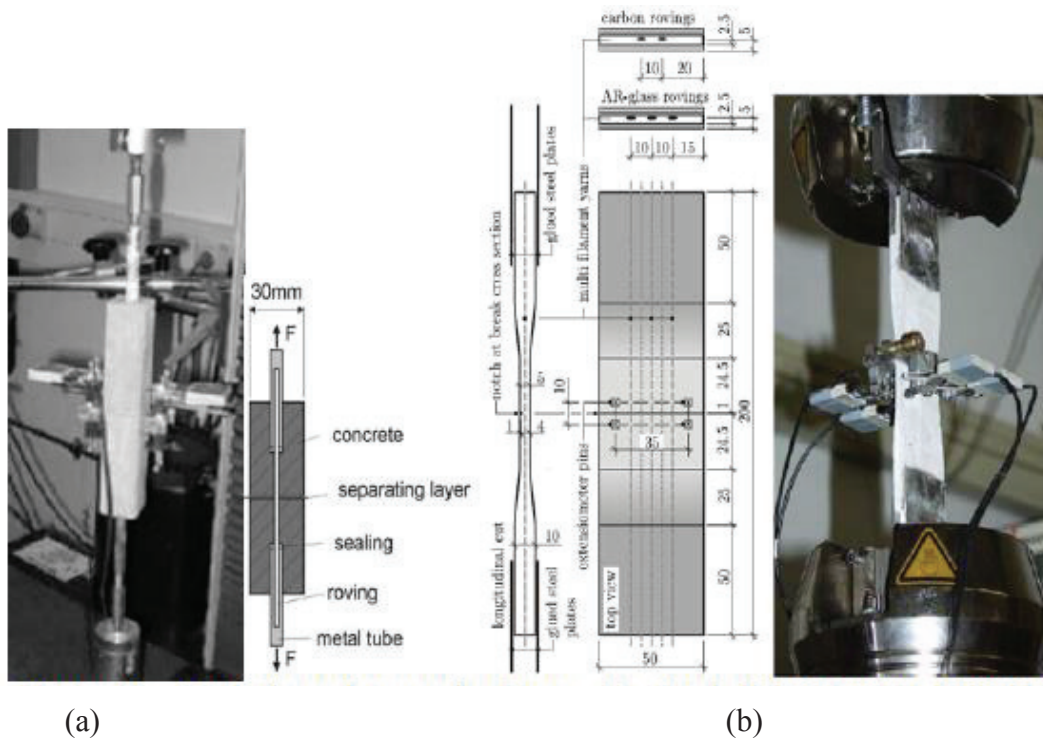 30mm
F
concrete
separating layer
sealing
roving
metal tube
F
carbon rovings
2.5
5
10
20
AR-glass rovings
2.5
5
10
10
15
notch at break cross section
glued steel plates
multi filament yarns
50
25
24.5
1
24.5
25
50
200
10
1
4
35
10
longitudinal cut
glued steel
plates
extensiometer pins
top view
50
(a)
(b)